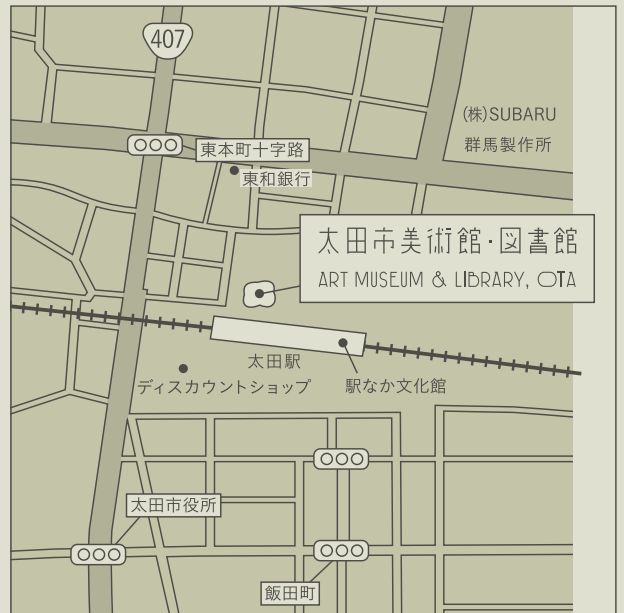 407
(株)SUBARU
群馬製作所
東本町十字路
東和銀行
太田市美術館・図書館
ART MUSEUM & LIBRARY, OTA
太田駅
駅なか文化館
ディスカウントショップ
太田市役所
飯田町